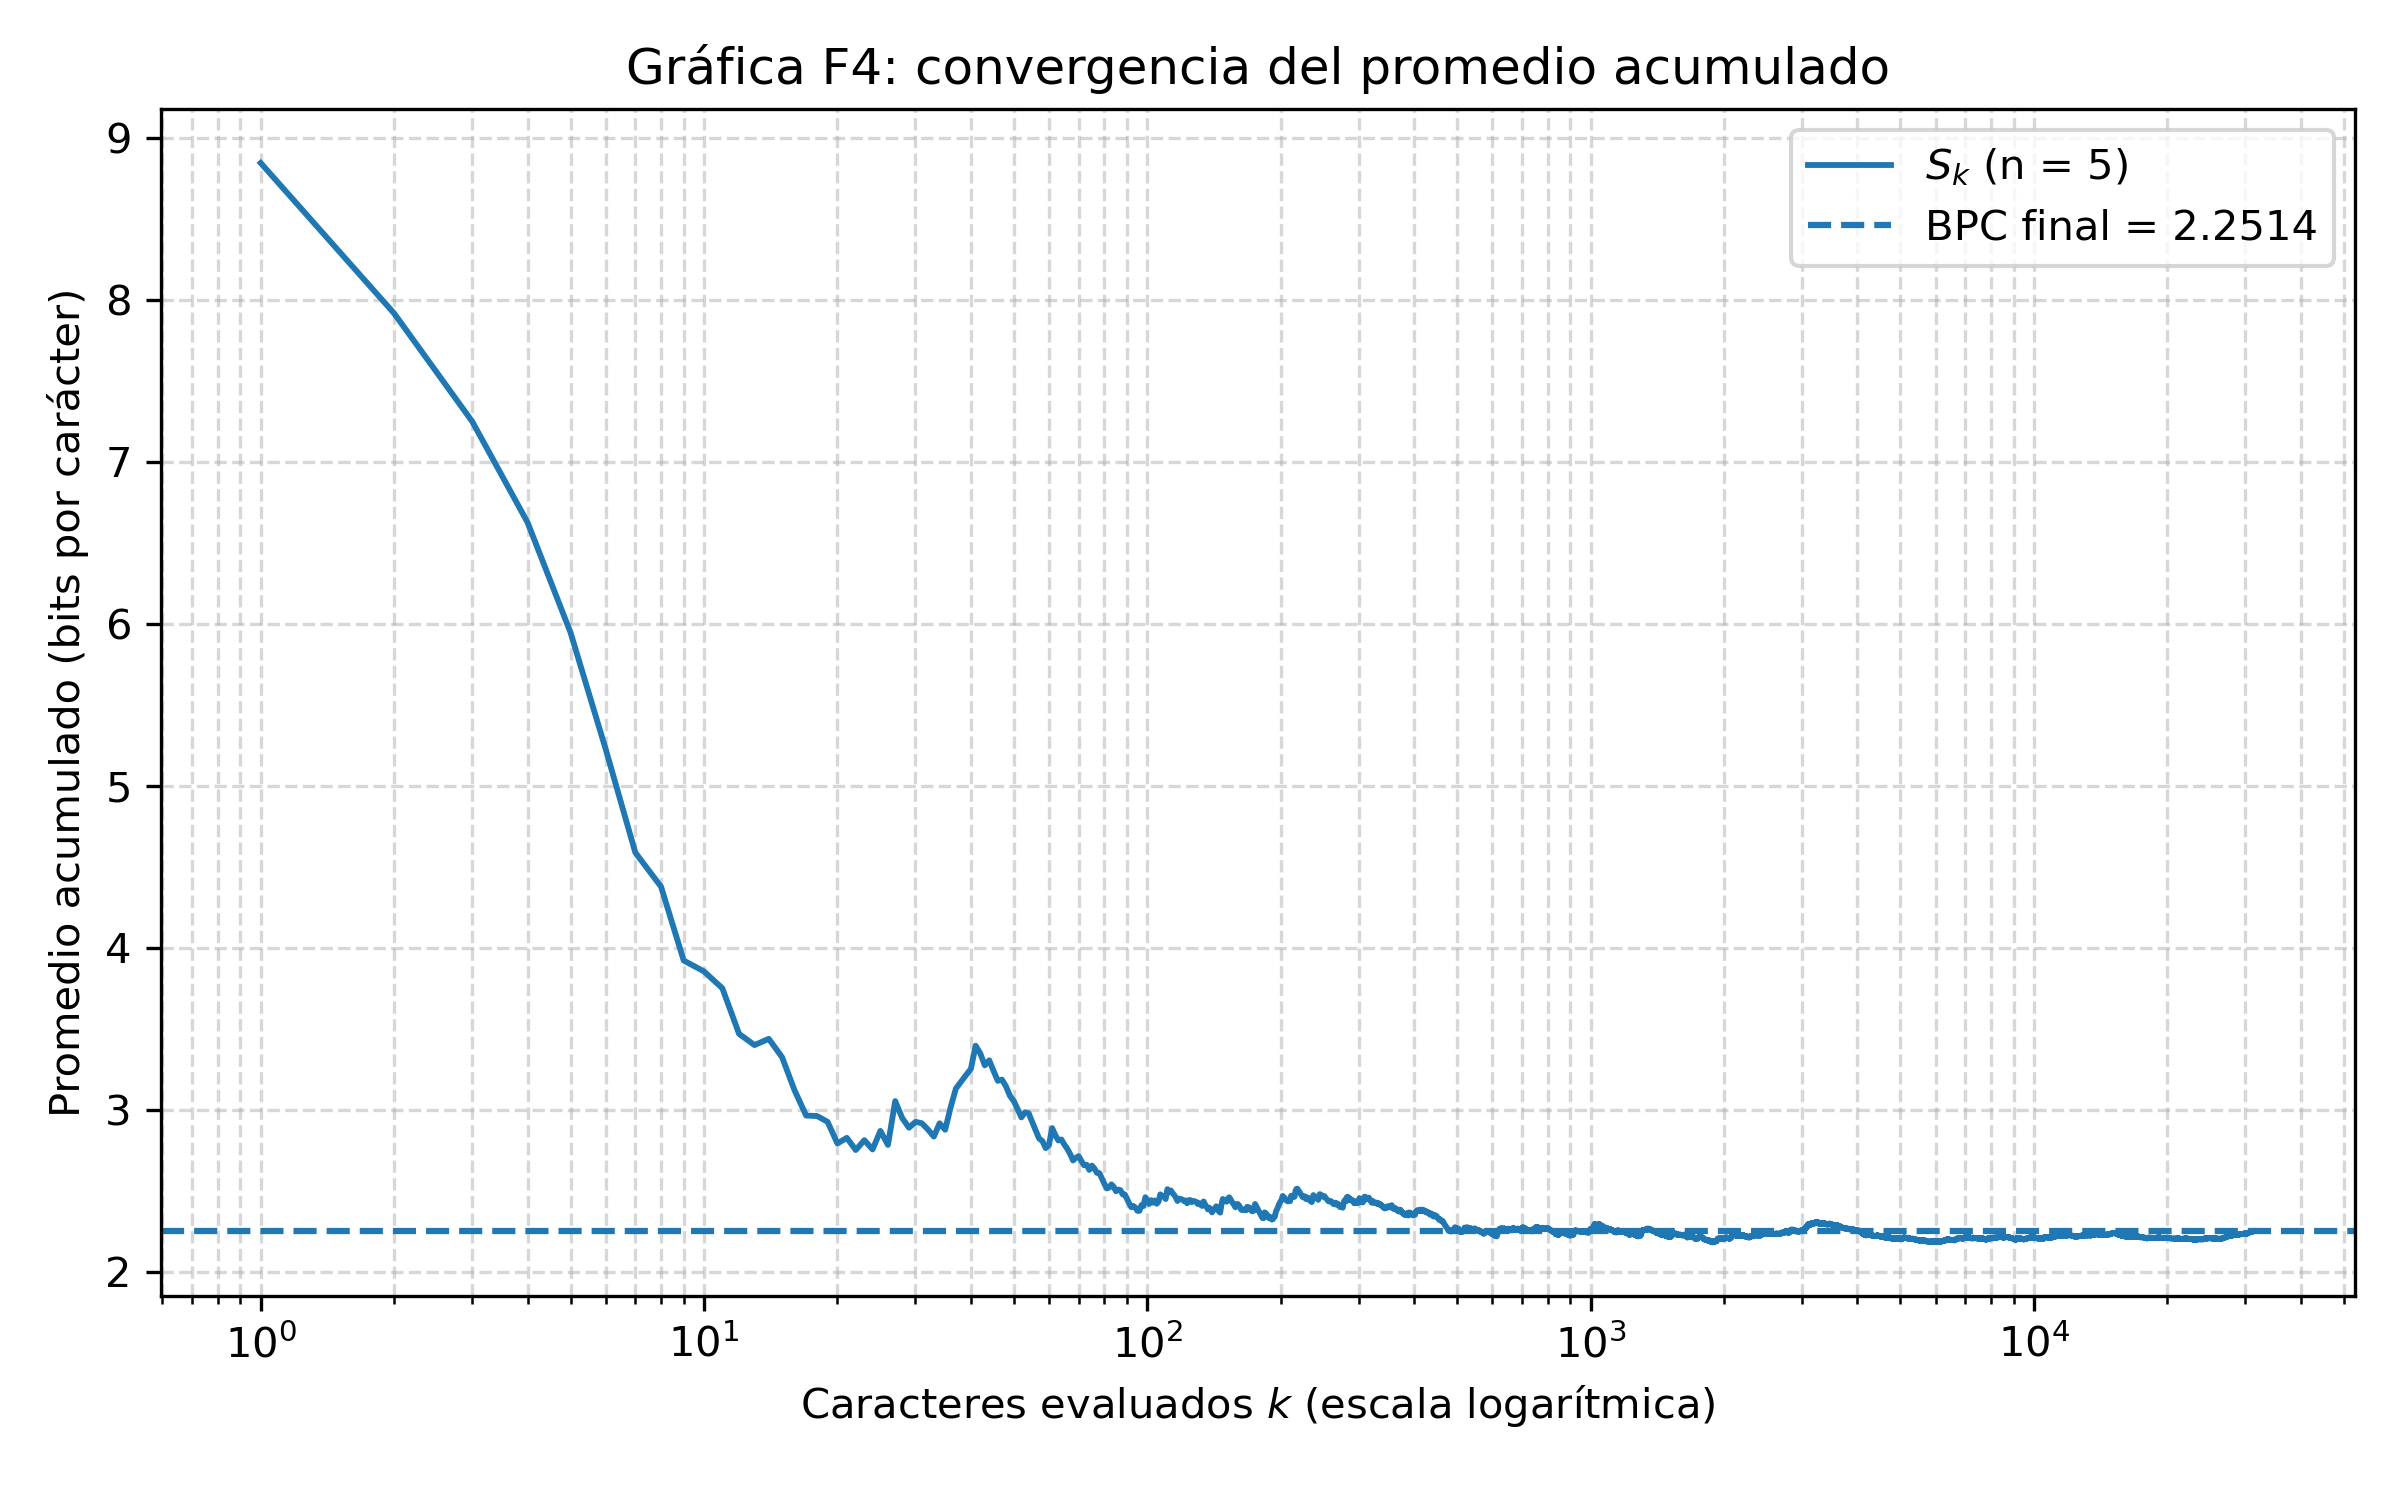 Gráfica F4: convergencia del promedio acumulado
Promedio acumulado (bits por carácter)
9
8
7
6
5
4
3
2
S_k (n = 5)
BPC final = 2.2514
10^0 10^1 10^2 10^3 10^4
Caracteres evaluados k (escala logarítmica)